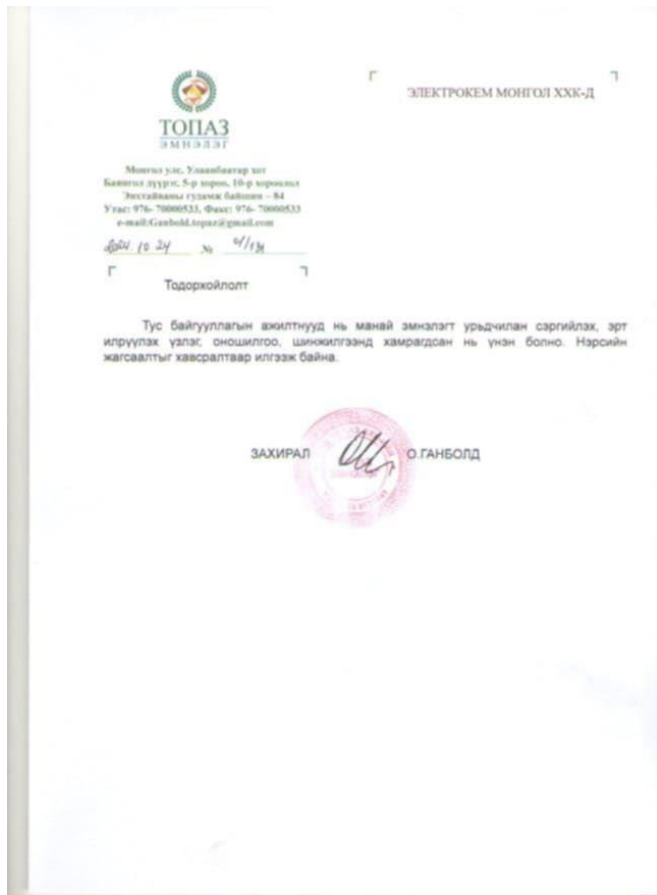 ТОПАЗ
ЭМНЭЛЭГ
Монгол улс, Улаанбаатар хот
Баянгол дүүрэг, 5-р хороо, 10-р хороолол
Энхтайваны гудамж байшин – 84
Утас: 976- 70000533, Факс: 976- 70000533
e-mail:Ganbold.topaz@gmail.com
2024 10 24 № 4/131
ЭЛЕКТРОКЕМ МОНГОЛ ХХК-Д
Тодорхойлолт
Тус байгууллагын ажилтнууд нь манай эмнэлэгт урьдчилан сэргийлэх, эрт
илрүүлэх үзлэг, оношилгоо, шинжилгээнд хамрагдсан нь үнэн болно. Нэрсийн
жагсаалтыг хавсралтаар илгээж байна.
ЗАХИРАЛ О.ГАНБОЛД